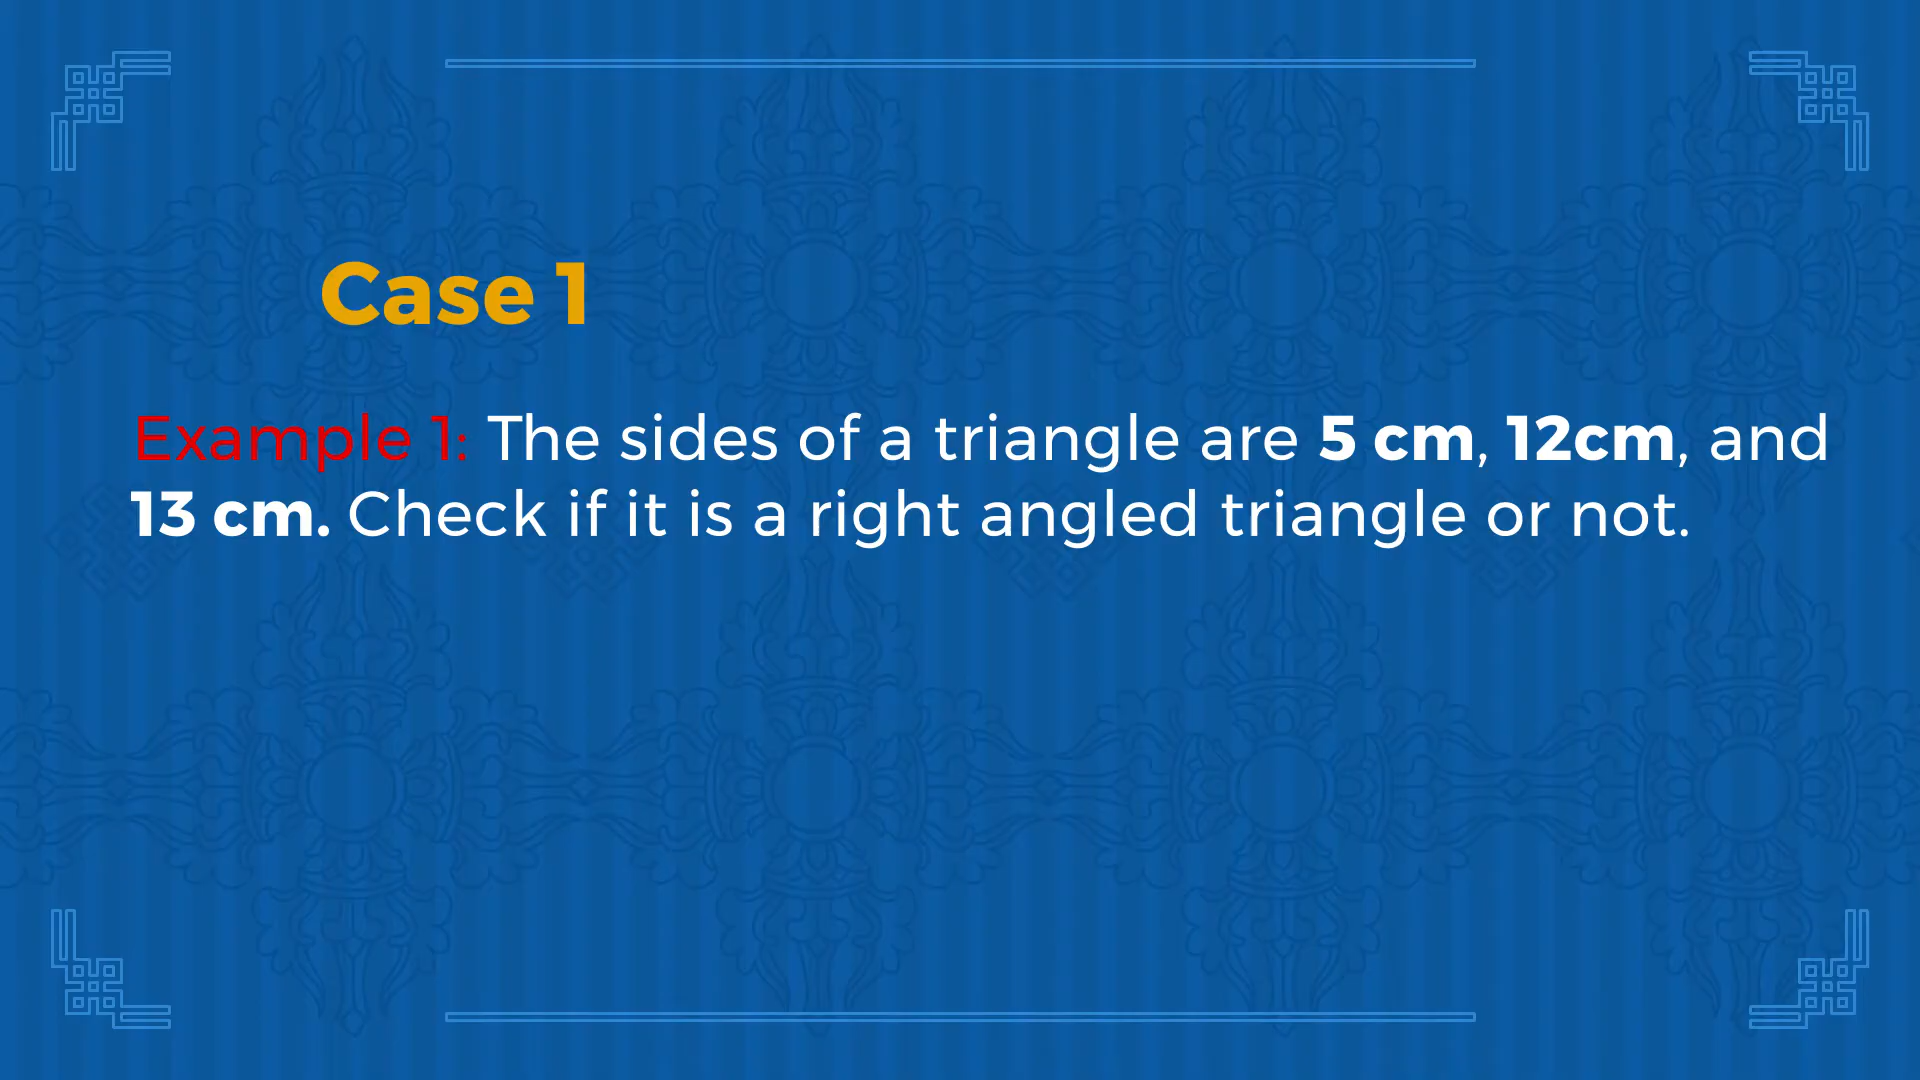 Case 1
Example 1: The sides of a triangle are 5 cm, 12cm, and
13 cm. Check if it is a right angled triangle or not.